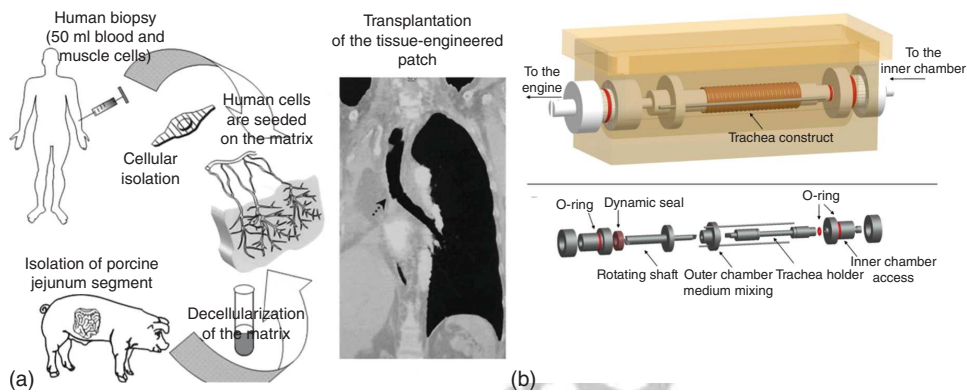 Human biopsy
(50 ml blood and
muscle cells)
Human cells
are seeded
on the matrix
Cellular
isolation
Isolation of porcine
jejunum segment
Decellularization
of the matrix
(a)
Transplantation
of the tissue-engineered
patch
To the
engine
To the
inner chamber
Trachea construct
O-ring
Dynamic seal
O-ring
Rotating shaft
Outer chamber
medium mixing
Trachea holder
Inner chamber
access
(b)